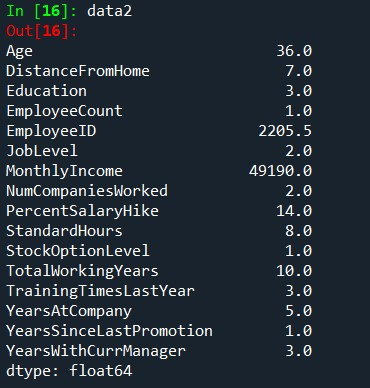 In [16]: data2
Out[16]:
Age                         36.0
DistanceFromHome             7.0
Education                    3.0
EmployeeCount                1.0
EmployeeID                2205.5
JobLevel                     2.0
MonthlyIncome            49190.0
NumCompaniesWorked           2.0
PercentSalaryHike           14.0
StandardHours                8.0
StockOptionLevel             1.0
TotalWorkingYears           10.0
TrainingTimesLastYear        3.0
YearsAtCompany               5.0
YearsSinceLastPromotion      1.0
YearsWithCurrManager         3.0
dtype: float64